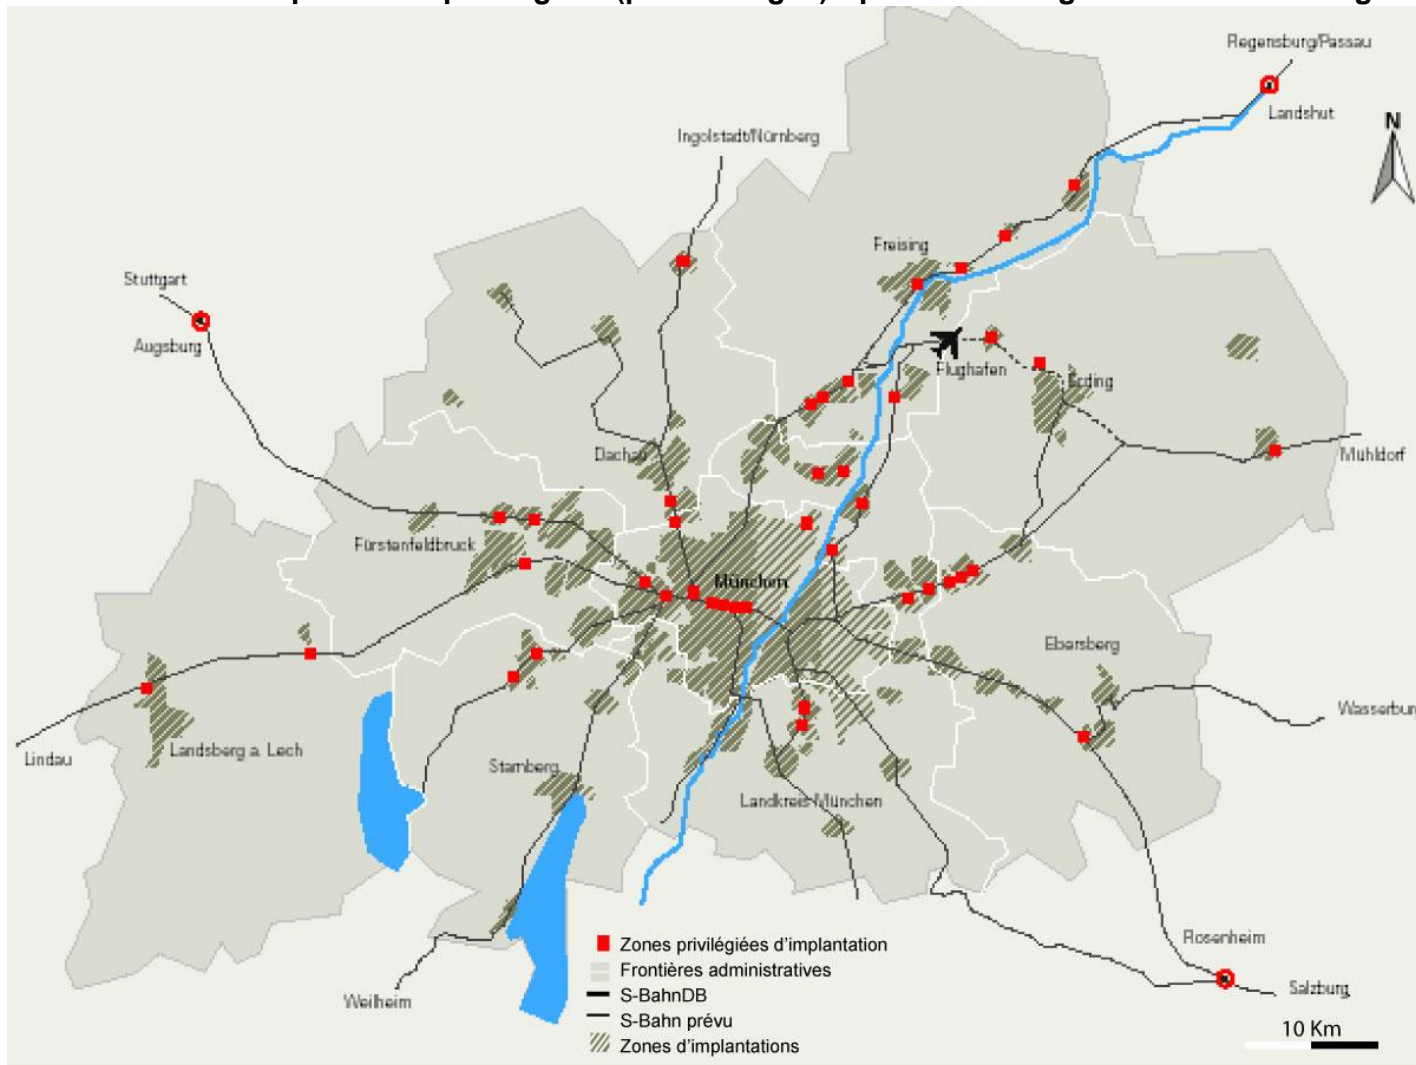 Regensburg/Passau
Landshut
N
Ingolstadt/Nürnberg
Freising
Stuttgart
Augsburg
Flughafen
Erding
Dachau
Mühldorf
Fürstenfeldbruck
München
Ebersberg
Wasserbur
Landsberg a. Lech
Lindau
Starnberg
Landkreis München
Rosenheim
Salzburg
Weilheim
Zones privilégiées d'implantation
Frontières administratives
S-BahnDB
S-Bahn prévu
Zones d'implantations
10 Km